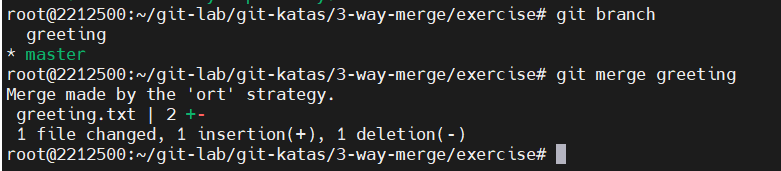 root@2212500:~/git-lab/git-katas/3-way-merge/exercise# git branch
  greeting
* master
root@2212500:~/git-lab/git-katas/3-way-merge/exercise# git merge greeting
Merge made by the 'ort' strategy.
 greeting.txt | 2 +-
 1 file changed, 1 insertion(+), 1 deletion(-)
root@2212500:~/git-lab/git-katas/3-way-merge/exercise#